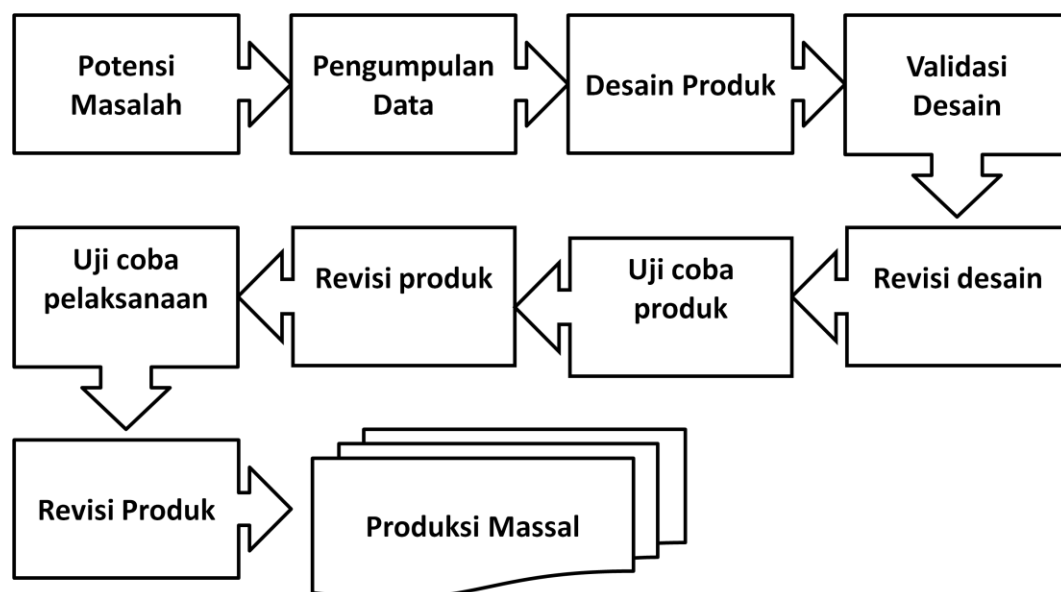 Potensi
Masalah
Pengumpulan
Data
Desain Produk
Validasi
Desain
Revisi desain
Uji coba
produk
Revisi produk
Uji coba
pelaksanaan
Revisi Produk
Produksi Massal